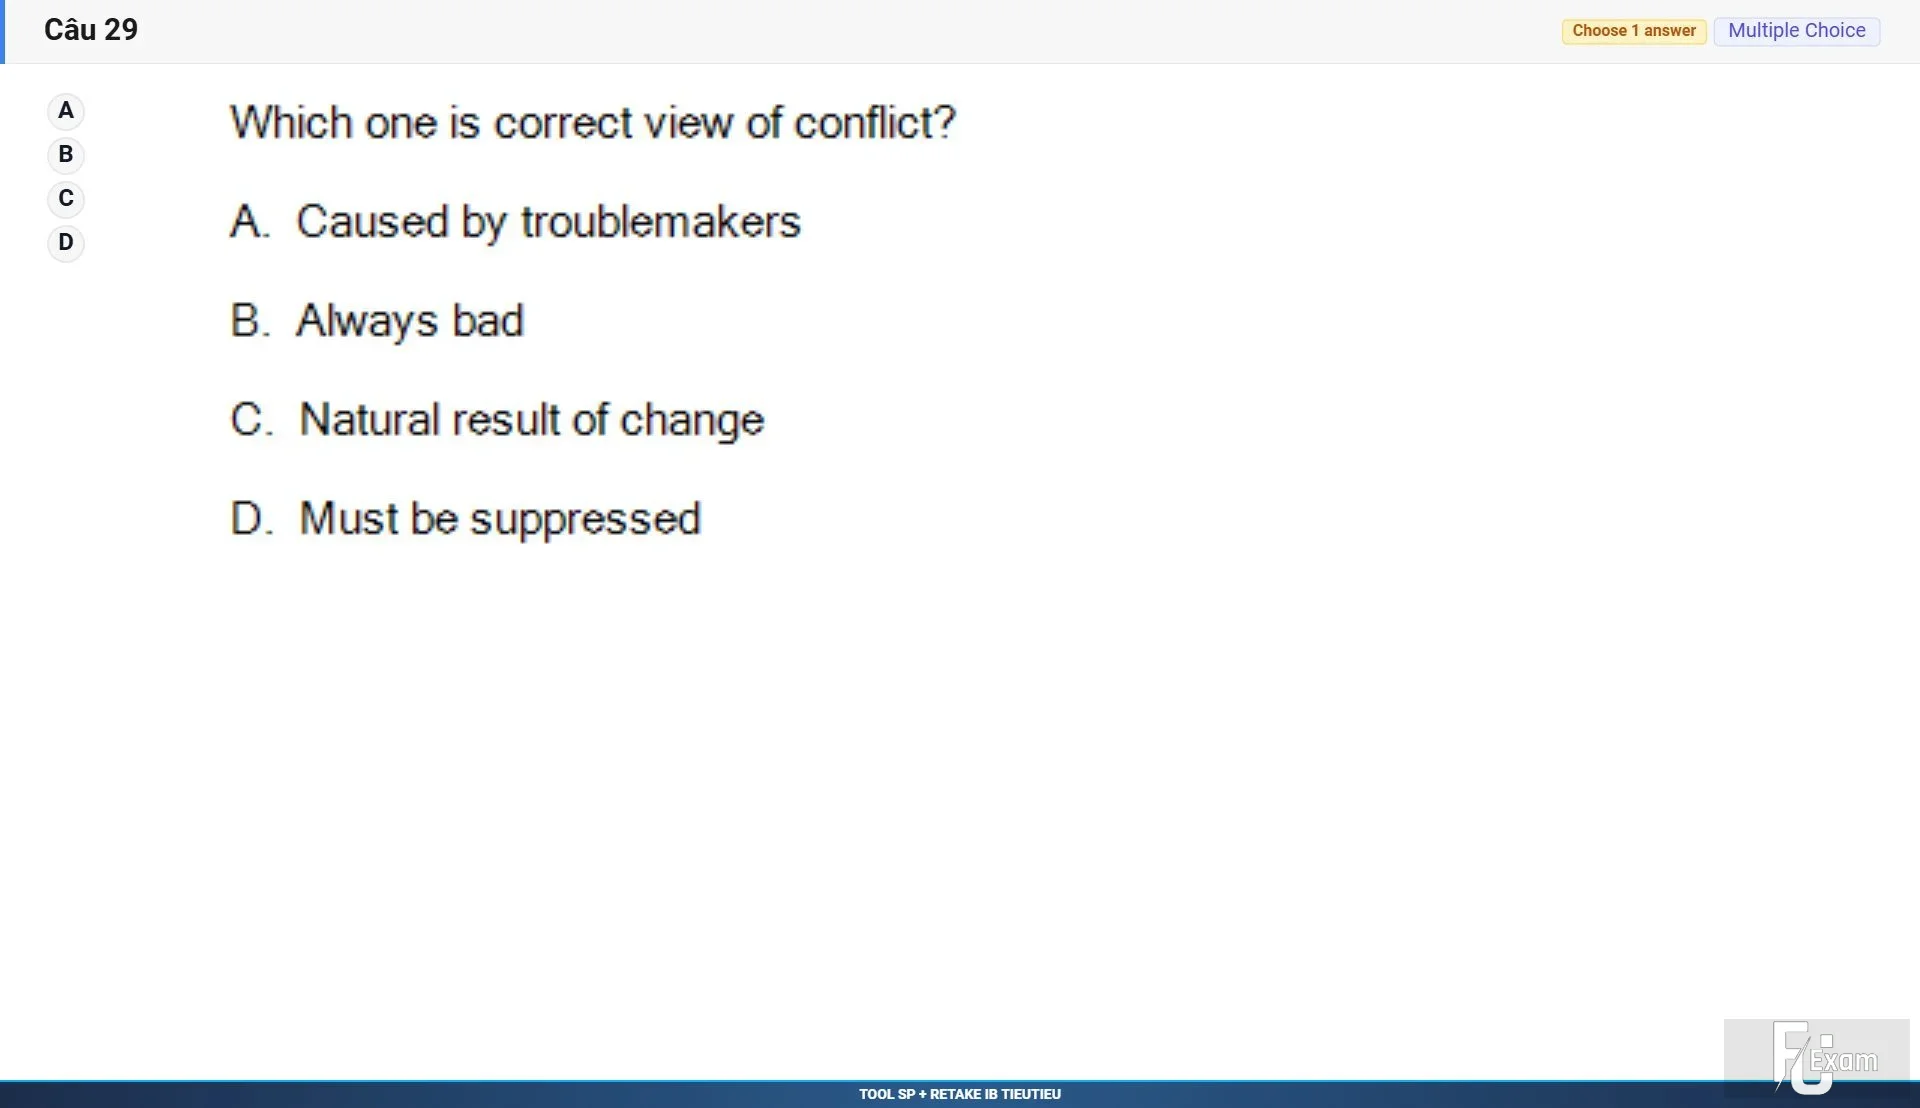 Câu 29
Choose 1 answer
Multiple Choice
A
B
C
D
Which one is correct view of conflict?
A. Caused by troublemakers
B. Always bad
C. Natural result of change
D. Must be suppressed
FU Exam
TOOL SP + RETAKE IB TIEUTIEU